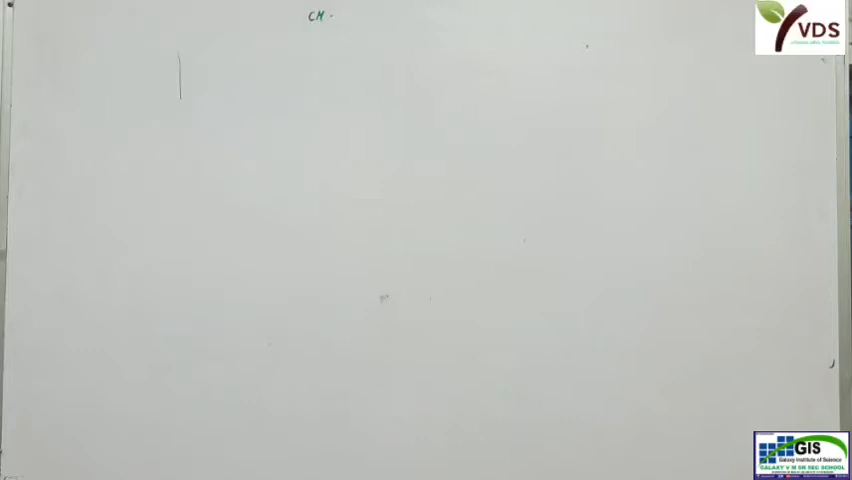 CH.
VDS
GIS
Galaxy Institute of Science
GALAXY V M SR SEC SCHOOL